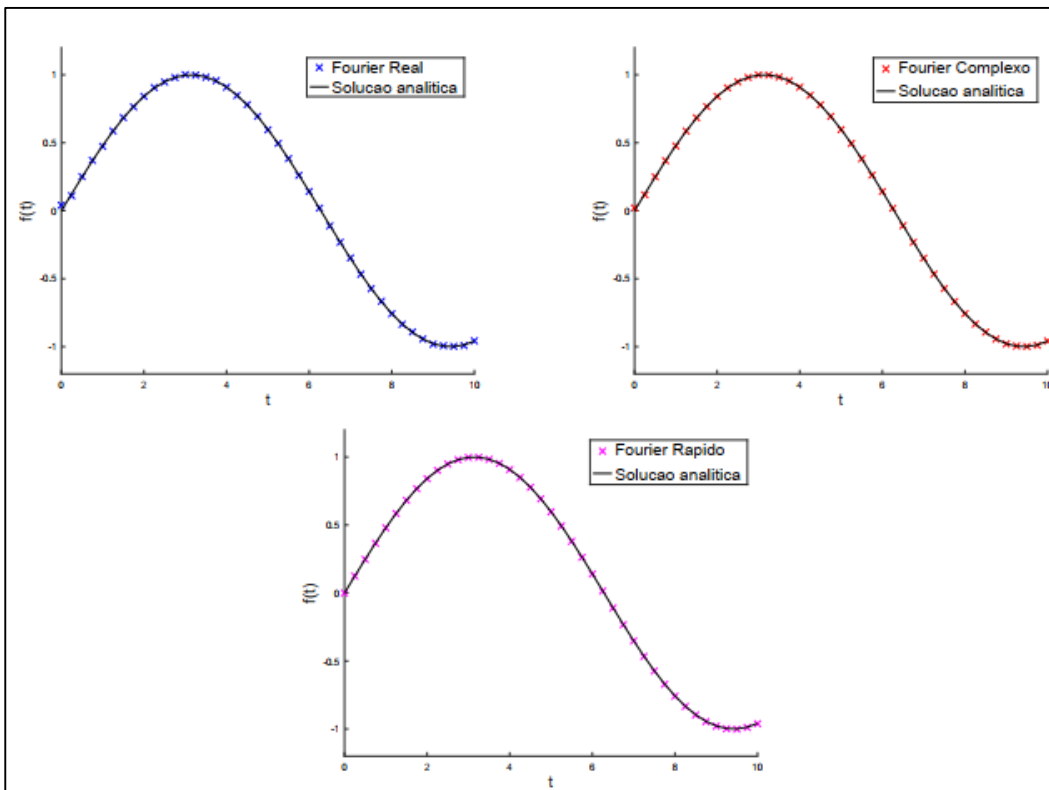 Fourier Real
Solucao analitica
f(t)
1
0.5
0
-0.5
-1
0 2 4 6 8 10
t
Fourier Complexo
Solucao analitica
f(t)
1
0.5
0
-0.5
-1
0 2 4 6 8 10
t
Fourier Rapido
Solucao analitica
f(t)
1
0.5
0
-0.5
-1
0 2 4 6 8 10
t